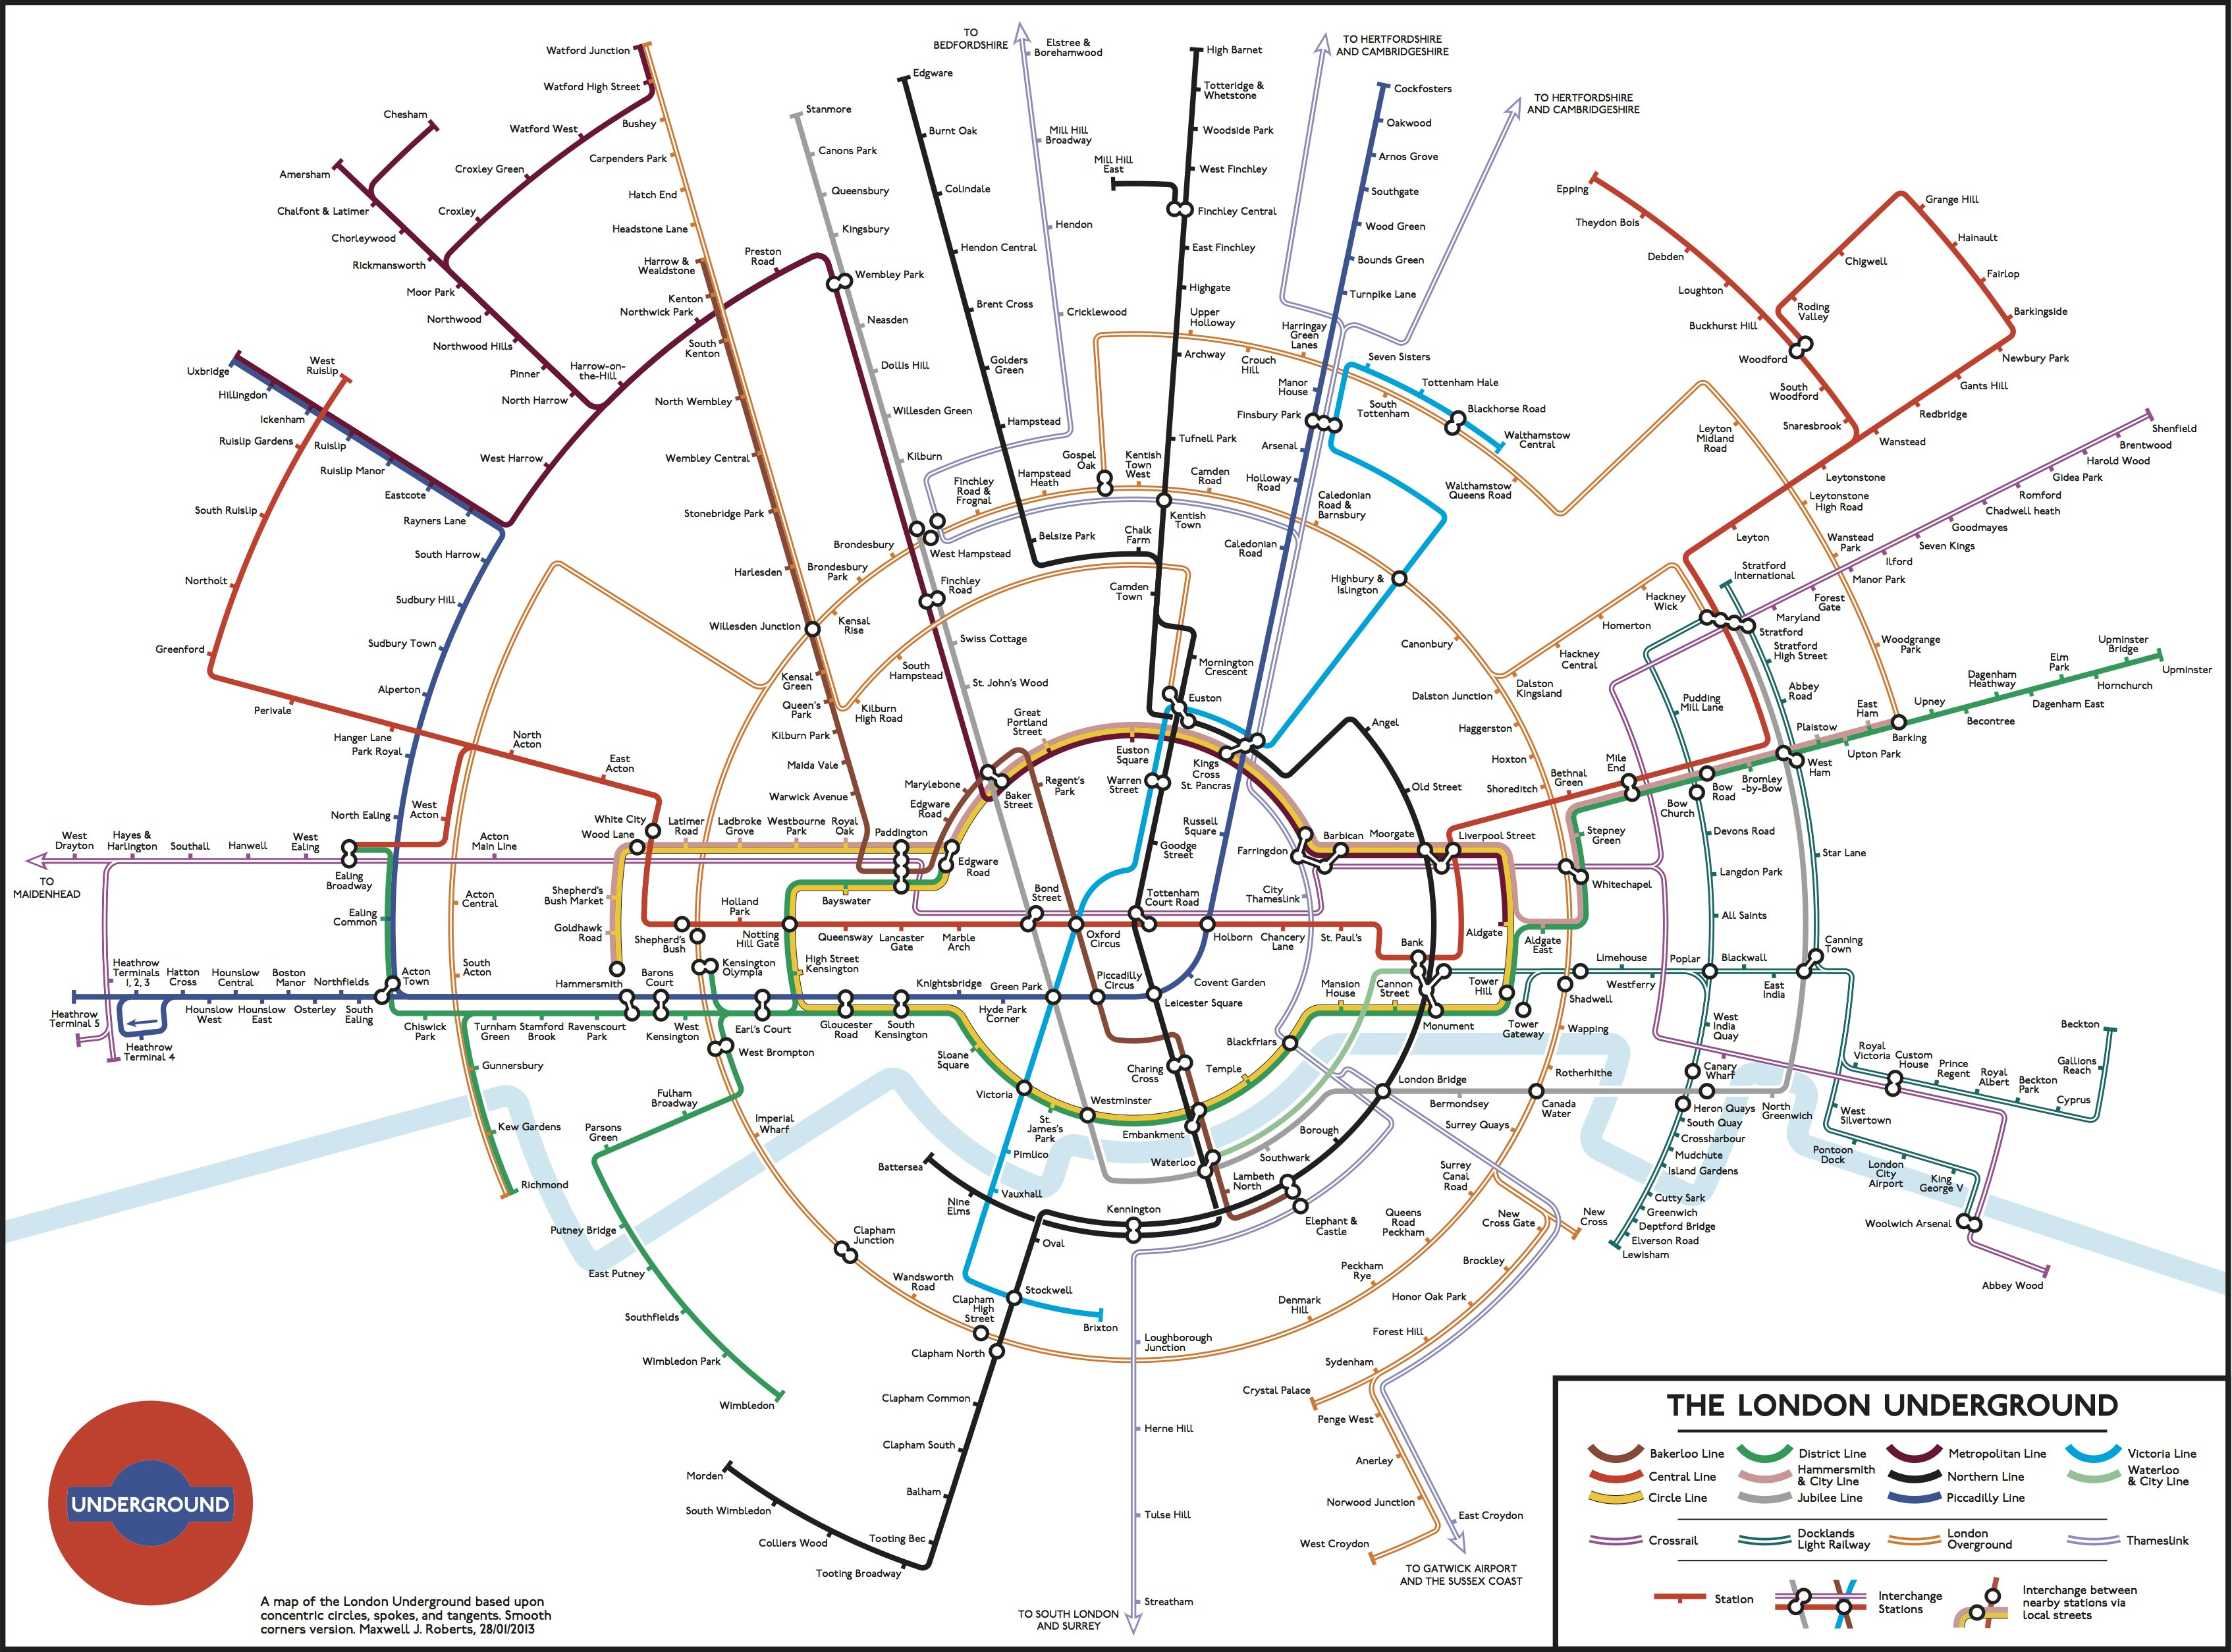 TO
BEDFORDSHIRE
Elstree &
Borehamwood
High Barnet
TO HERTFORDSHIRE
AND CAMBRIDGESHIRE
Watford Junction
Edgware
Totteridge &
Whetstone
Cockfosters
TO HERTFORDSHIRE
AND CAMBRIDGESHIRE
Watford High Street
Chesham
Stanmore
Bushey
Watford West
Burnt Oak
Mill Hill
Broadway
Woodside Park
Oakwood
Carpenders Park
Canons Park
Arnos Grove
Croxley Green
Amersham
Mill Hill
East
West Finchley
Epping
Hatch End
Queensbury
Colindale
Southgate
Grange Hill
Chalfont & Latimer
Croxley
Finchley Central
Theydon Bois
Headstone Lane
Kingsbury
Hendon
Wood Green
Chorleywood
Hainault
Preston
Road
Hendon Central
East Finchley
Debden
Chigwell
Rickmansworth
Harrow &
Wealdstone
Wembley Park
Bounds Green
Fairlop
Moor Park
Kenton
Highgate
Turnpike Lane
Loughton
Northwick Park
Brent Cross
Cricklewood
Roding
Valley
Barkingside
Northwood
Neasden
Upper
Holloway
Harringay
Green
Lanes
Buckhurst Hill
Northwood Hills
South
Kenton
Archway
Crouch
Hill
Seven Sisters
Woodford
Newbury Park
Uxbridge
West
Ruislip
Pinner
Harrow-on-
the-Hill
Dollis Hill
Golders
Green
Manor
House
Tottenham Hale
South
Woodford
Gants Hill
Hillingdon
North Harrow
North Wembley
Willesden Green
South
Tottenham
Blackhorse Road
Redbridge
Ickenham
Hampstead
Finsbury Park
Snaresbrook
Shenfield
Ruislip Gardens
Ruislip
Tufnell Park
Arsenal
Walthamstow
Central
Leyton
Midland
Road
Wanstead
Brentwood
Ruislip Manor
West Harrow
Wembley Central
Kilburn
Gospel
Oak
Kentish
Town
West
Harold Wood
Eastcote
Finchley
Road &
Frognal
Hampstead
Heath
Camden
Road
Holloway
Road
Walthamstow
Queens Road
Leytonstone
Gidea Park
South Ruislip
Rayners Lane
Stonebridge Park
Caledonian
Road &
Barnsbury
Leytonstone
High Road
Romford
Chadwell heath
Kentish
Town
Goodmayes
South Harrow
Brondesbury
West Hampstead
Belsize Park
Chalk
Farm
Caledonian
Road
Leyton
Wanstead
Park
Seven Kings
Ilford
Northolt
Harlesden
Brondesbury
Park
Finchley
Road
Camden
Town
Highbury &
Islington
Stratford
International
Manor Park
Sudbury Hill
Hackney
Wick
Forest
Gate
Maryland
Willesden Junction
Kensal
Rise
Swiss Cottage
Homerton
Stratford
Greenford
Sudbury Town
Canonbury
Hackney
Central
Stratford
High Street
Woodgrange
Park
Upminster
Bridge
Upminster
South
Hampstead
Mornington
Crescent
Elm
Park
Hornchurch
Alperton
Kensal
Green
St. John's Wood
Euston
Dalston Junction
Dalston
Kingsland
Abbey
Road
Dagenham
Heathway
Dagenham East
Perivale
Queen's
Park
Kilburn
High Road
Great
Portland
Street
Angel
Haggerston
Pudding
Mill Lane
East
Ham
Upney
Becontree
Hanger Lane
North
Acton
Kilburn Park
Euston
Square
Plaistow
Barking
Park Royal
East
Acton
Maida Vale
Marylebone
Regent's
Park
Warren
Street
Kings
Cross
St. Pancras
Hoxton
Mile
End
Upton Park
West
Ham
North Ealing
West
Acton
Warwick Avenue
Edgware
Road
Baker
Street
Old Street
Shoreditch
Bethnal
Green
Bow
Church
Bow
Road
Bromley
-by-Bow
White City
Wood Lane
Latimer
Road
Ladbroke
Grove
Westbourne
Park
Royal
Oak
Paddington
Goodge
Street
Russell
Square
Farringdon
Barbican
Moorgate
Liverpool Street
Stepney
Green
Devons Road
Star Lane
West
Drayton
Hayes &
Harlington
Southall
Hanwell
West
Ealing
Acton
Main Line
Edgware
Road
TO
MAIDENHEAD
Ealing
Broadway
Shepherd's
Bush Market
Bayswater
Bond
Street
Tottenham
Court Road
City
Thameslink
Whitechapel
Langdon Park
Ealing
Common
Acton
Central
Goldhawk
Road
Holland
Park
Shepherd's
Bush
Notting
Hill Gate
Queensway
Lancaster
Gate
Marble
Arch
Oxford
Circus
Holborn
Chancery
Lane
St. Paul's
Bank
Aldgate
Aldgate
East
All Saints
Canning
Town
Heathrow
Terminals
1, 2, 3
Hatton
Cross
Hounslow
Central
Boston
Manor
Northfields
Acton
Town
South
Acton
Hammersmith
Barons
Court
Kensington
Olympia
High Street
Kensington
Knightsbridge
Green Park
Piccadilly
Circus
Covent Garden
Leicester Square
Mansion
House
Cannon
Street
Tower
Hill
Limehouse
Westferry
Poplar
Blackwall
East
India
Heathrow
Terminal 5
Heathrow
Terminal 4
Hounslow
West
Hounslow
East
Osterley
South
Ealing
Chiswick
Park
Turnham
Green
Stamford
Brook
Ravenscourt
Park
West
Kensington
Earl's Court
Gloucester
Road
South
Kensington
Hyde Park
Corner
Monument
Tower
Gateway
Shadwell
West Brompton
Sloane
Square
Blackfriars
Wapping
West
India
Quay
Beckton
Gunnersbury
Fulham
Broadway
Victoria
Charing
Cross
Temple
London Bridge
Rotherhithe
Canary
Wharf
Royal
Victoria
Custom
House
Prince
Regent
Royal
Albert
Beckton
Park
Gallions
Reach
Cyprus
Westminster
Bermondsey
Canada
Water
Heron Quays
North
Greenwich
West
Silvertown
Kew Gardens
Parsons
Green
Imperial
Wharf
St.
James's
Park
Embankment
Borough
Surrey Quays
South Quay
Crossharbour
Mudchute
Island Gardens
Pontoon
Dock
London
City
Airport
King
George V
Battersea
Pimlico
Waterloo
Southwark
Surrey
Canal
Road
Richmond
Nine
Elms
Vauxhall
Kennington
Lambeth
North
Elephant &
Castle
Queens
Road
Peckham
New
Cross Gate
New
Cross
Cutty Sark
Greenwich
Deptford Bridge
Elverson Road
Lewisham
Woolwich Arsenal
Putney Bridge
Clapham
Junction
Oval
Abbey Wood
East Putney
Wandsworth
Road
Stockwell
Peckham
Rye
Brockley
Southfields
Clapham
High
Street
Brixton
Denmark
Hill
Honor Oak Park
Wimbledon Park
Clapham North
Loughborough
Junction
Forest Hill
Sydenham
Wimbledon
Clapham Common
Crystal Palace
Penge West
Clapham South
Herne Hill
Anerley
Morden
Balham
Norwood Junction
South Wimbledon
Tooting Bec
Tulse Hill
East Croydon
Colliers Wood
West Croydon
Tooting Broadway
TO GATWICK AIRPORT
AND THE SUSSEX COAST
Streatham
TO SOUTH LONDON
AND SURREY
UNDERGROUND
A map of the London Underground based upon
concentric circles, spokes, and tangents. Smooth
corners version. Maxwell J. Roberts, 28/01/2013
THE LONDON UNDERGROUND
Bakerloo Line
District Line
Metropolitan Line
Victoria Line
Central Line
Hammersmith
& City Line
Northern Line
Waterloo
& City Line
Circle Line
Jubilee Line
Piccadilly Line
Crossrail
Docklands
Light Railway
London
Overground
Thameslink
Station
Interchange
Stations
Interchange between
nearby stations via
local streets